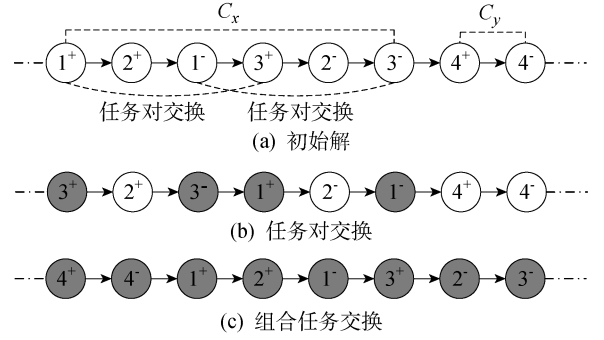 Cx Cy
1+ 2+ 1- 3+ 2- 3- 4+ 4-
任务对交换 任务对交换
(a) 初始解
3+ 2+ 3- 1+ 2- 1- 4+ 4-
(b) 任务对交换
4+ 4- 1+ 2+ 1- 3+ 2- 3-
(c) 组合任务交换